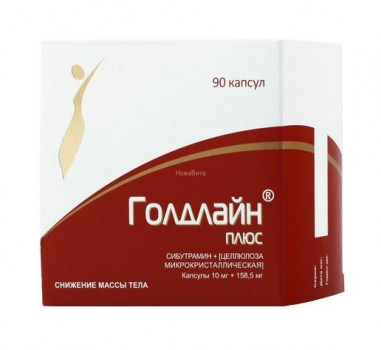 90 капсул
НоваВита
Голдлайн®
ПЛЮС
СИБУТРАМИН + [ЦЕЛЛЮЛОЗА
МИКРОКРИСТАЛЛИЧЕСКАЯ]
Капсулы 10 мг + 158,5 мг
СНИЖЕНИЕ МАССЫ ТЕЛА